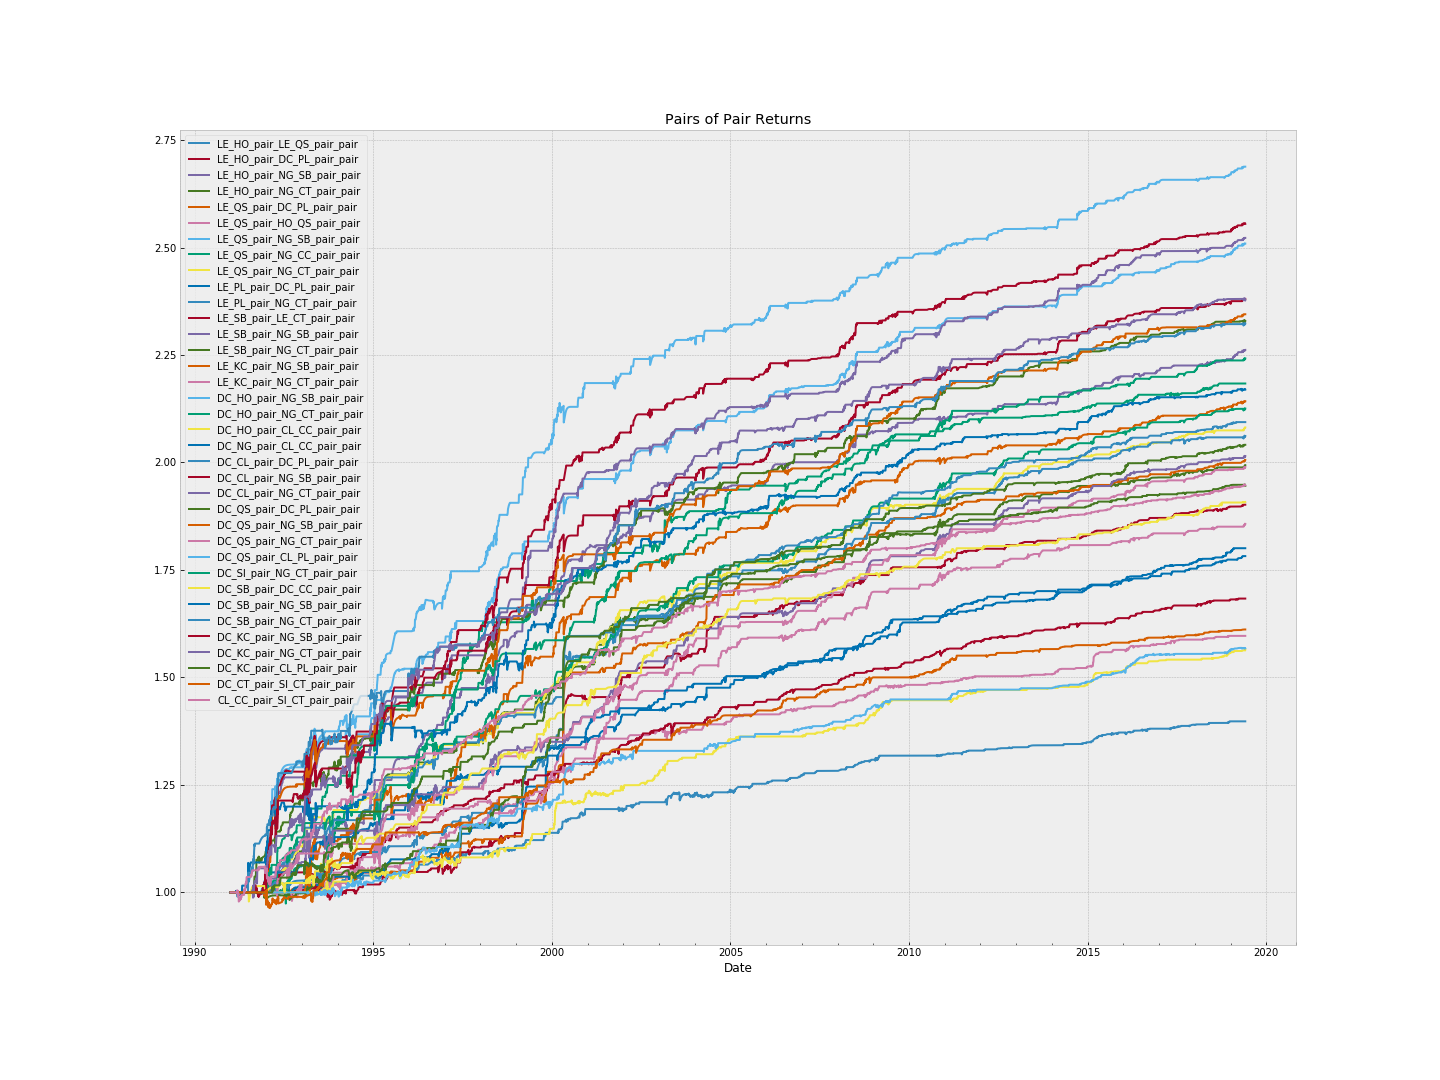 Pairs of Pair Returns
2.75
2.50
2.25
2.00
1.75
1.50
1.25
1.00
LE_HO_pair_LE_QS_pair_pair
LE_HO_pair_DC_PL_pair_pair
LE_HO_pair_NG_SB_pair_pair
LE_HO_pair_NG_CT_pair_pair
LE_QS_pair_DC_PL_pair_pair
LE_QS_pair_HO_QS_pair_pair
LE_QS_pair_NG_SB_pair_pair
LE_QS_pair_NG_CC_pair_pair
LE_QS_pair_NG_CT_pair_pair
LE_PL_pair_DC_PL_pair_pair
LE_PL_pair_NG_CT_pair_pair
LE_SB_pair_LE_CT_pair_pair
LE_SB_pair_NG_SB_pair_pair
LE_SB_pair_NG_CT_pair_pair
LE_KC_pair_NG_SB_pair_pair
LE_KC_pair_NG_CT_pair_pair
DC_HO_pair_NG_SB_pair_pair
DC_HO_pair_NG_CT_pair_pair
DC_HO_pair_CL_CC_pair_pair
DC_NG_pair_CL_CC_pair_pair
DC_CL_pair_DC_PL_pair_pair
DC_CL_pair_NG_SB_pair_pair
DC_CL_pair_NG_CT_pair_pair
DC_QS_pair_DC_PL_pair_pair
DC_QS_pair_NG_SB_pair_pair
DC_QS_pair_NG_CT_pair_pair
DC_QS_pair_CL_PL_pair_pair
DC_SI_pair_NG_CT_pair_pair
DC_SB_pair_DC_CC_pair_pair
DC_SB_pair_NG_SB_pair_pair
DC_SB_pair_NG_CT_pair_pair
DC_KC_pair_NG_SB_pair_pair
DC_KC_pair_NG_CT_pair_pair
DC_KC_pair_CL_PL_pair_pair
DC_CT_pair_SI_CT_pair_pair
CL_CC_pair_SI_CT_pair_pair
1990 1995 2000 2005 2010 2015 2020
Date